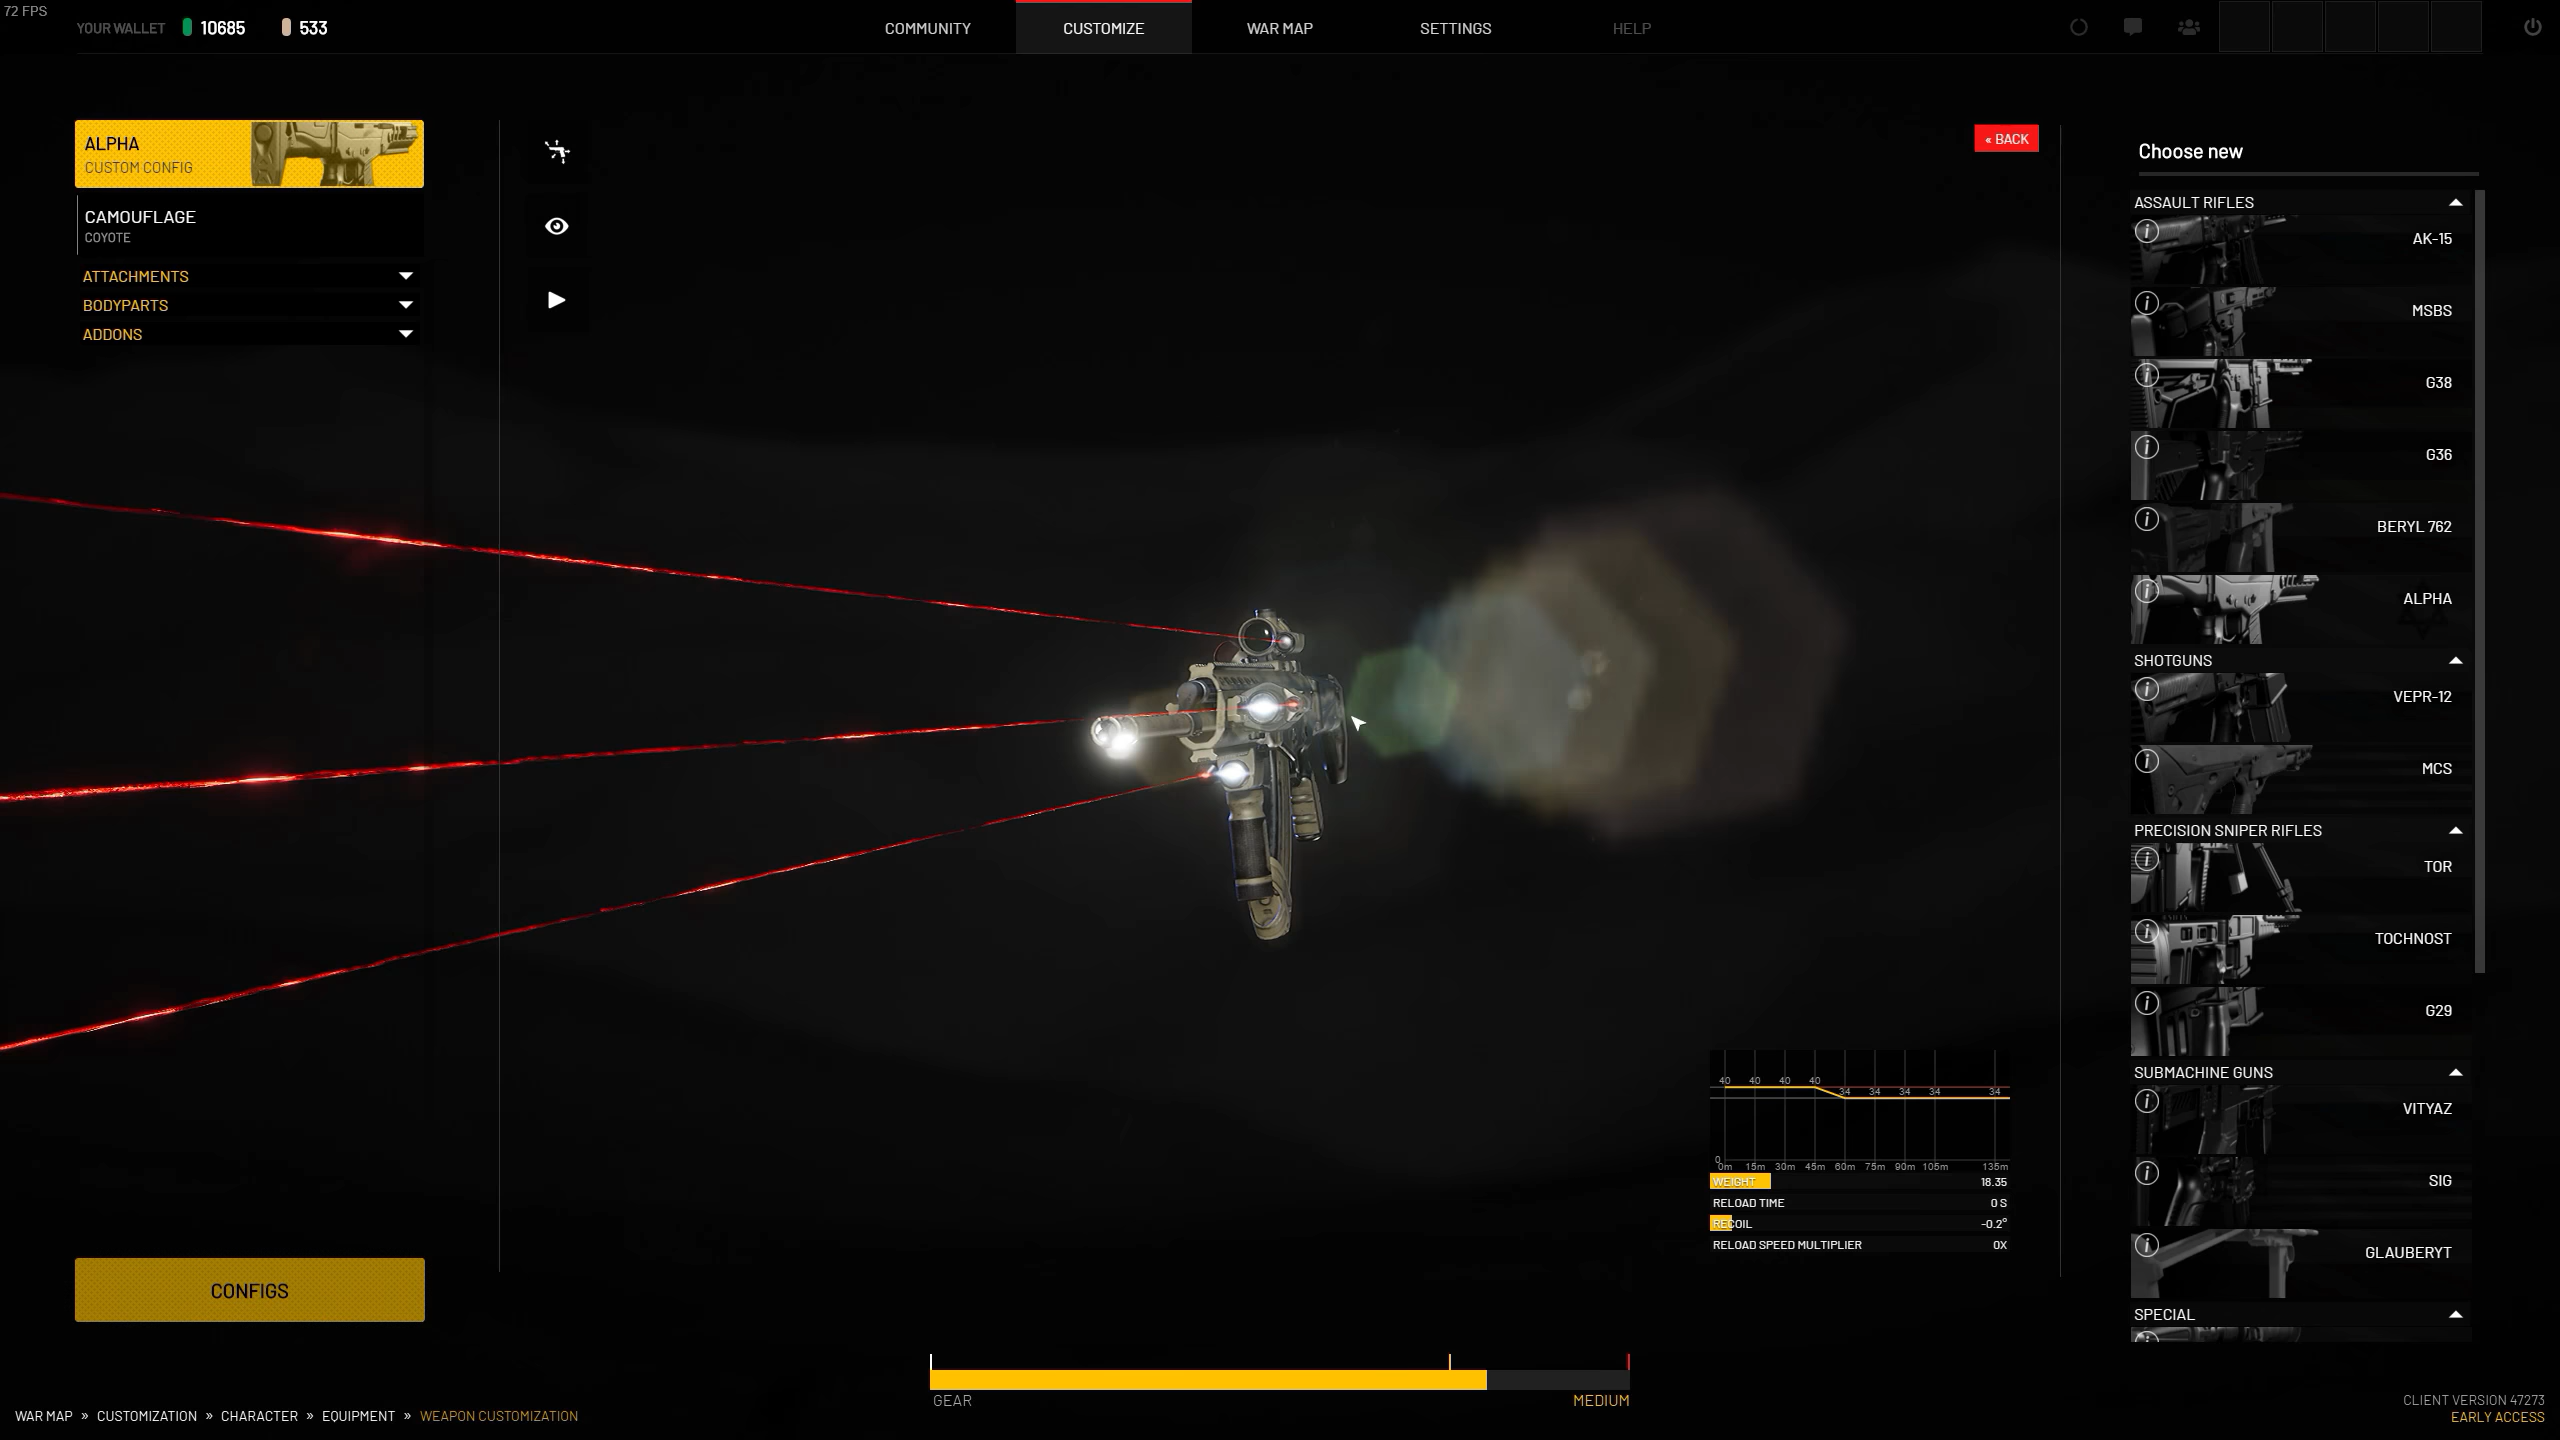 72 FPS
YOUR WALLET 10685 533
COMMUNITY CUSTOMIZE WAR MAP SETTINGS HELP
ALPHA
CUSTOM CONFIG
CAMOUFLAGE
COYOTE
ATTACHMENTS
BODYPARTS
ADDONS
« BACK
Choose new
ASSAULT RIFLES
AK-15
MSBS
G38
G36
BERYL 762
ALPHA
SHOTGUNS
VEPR-12
MCS
PRECISION SNIPER RIFLES
TOR
TOCHNOST
G29
SUBMACHINE GUNS
VITYAZ
SIG
GLAUBERYT
SPECIAL
40 40 40 40 34 34 34 34 34
0
0m 15m 30m 45m 60m 75m 90m 105m 135m
WEIGHT 18.35
RELOAD TIME 0 S
RECOIL -0.2°
RELOAD SPEED MULTIPLIER 0X
CONFIGS
GEAR MEDIUM
WAR MAP » CUSTOMIZATION » CHARACTER » EQUIPMENT » WEAPON CUSTOMIZATION
CLIENT VERSION 47273
EARLY ACCESS